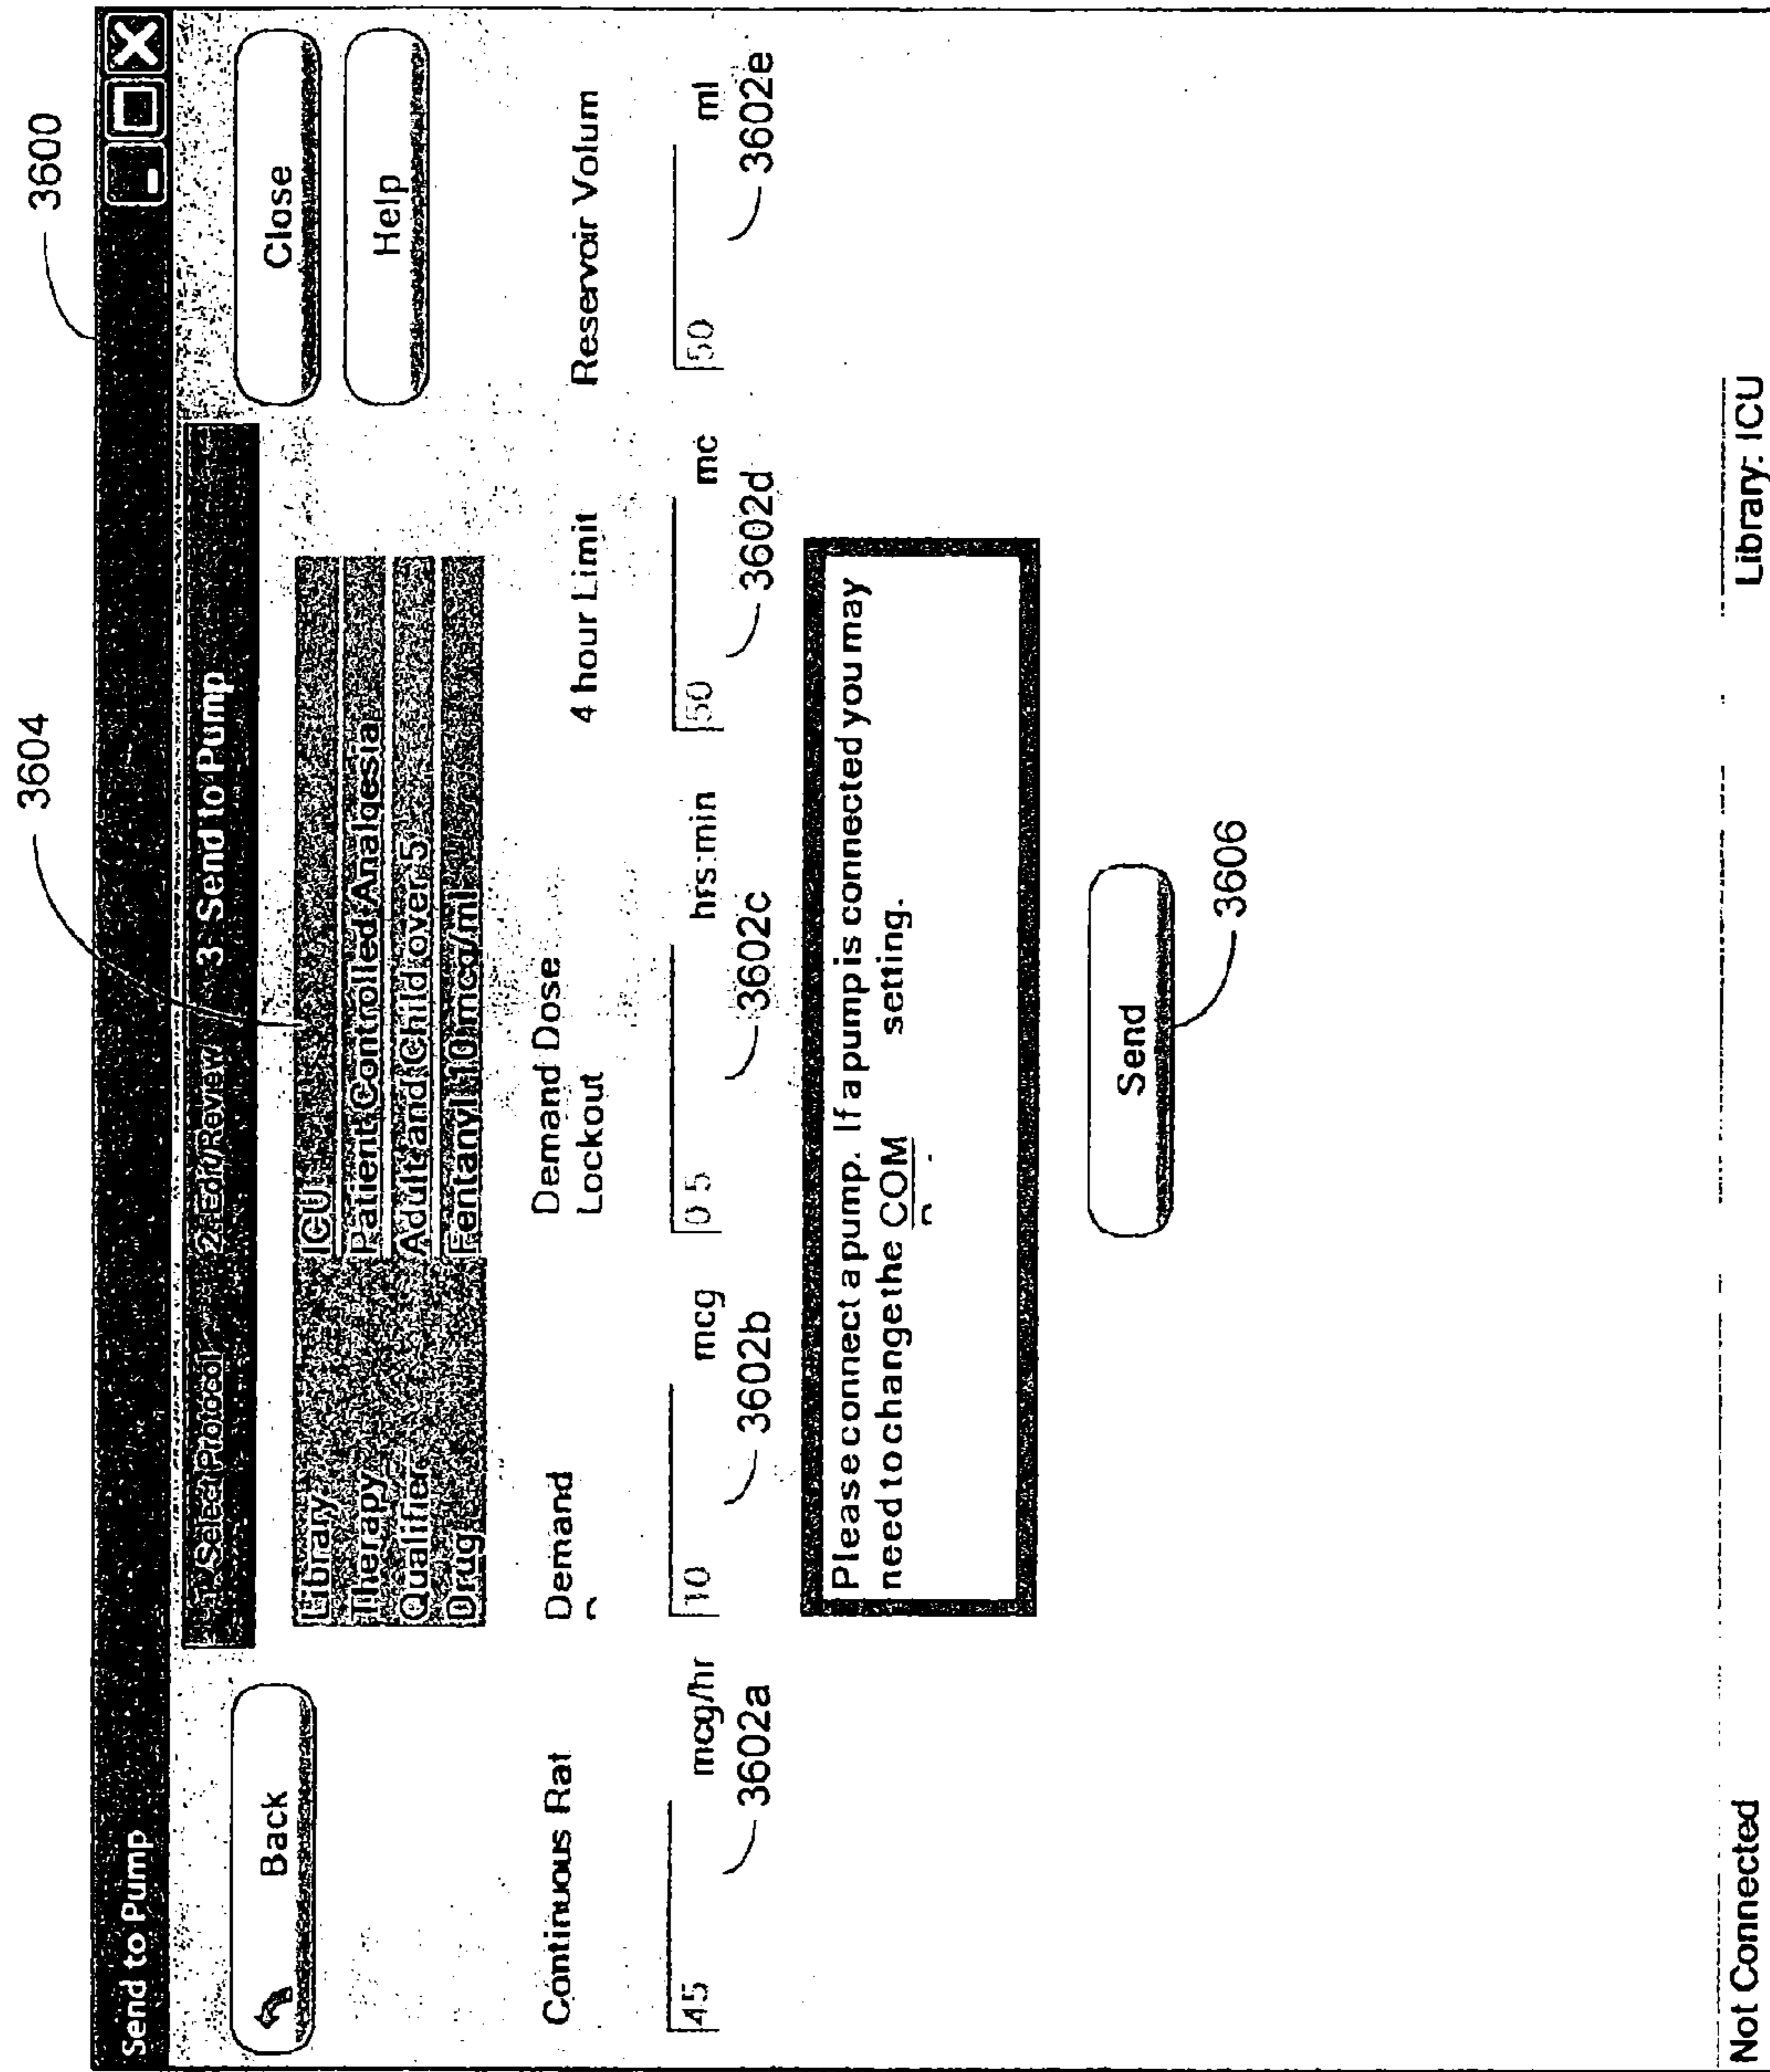 3600
3604
Send to Pump
Back
1. Select Protocol 2. Edit/Review 3. Send to Pump
Close
Help
Library ICU
Therapy Patient Controlled Analgesia
Qualifier Adult and Child over 5
Drug Fentanyl 10 mcg/ml
Continuous Rat
Demand
Demand Dose
Lockout
4 hour Limit
Reservoir Volum
45 mcg/hr
10 mcg
0 5 hrs:min
50 mc
50 ml
3602a
3602b
3602c
3602d
3602e
Please connect a pump. If a pump is connected you may
need to change the COM setting.
Send
3606
Not Connected
Library: ICU